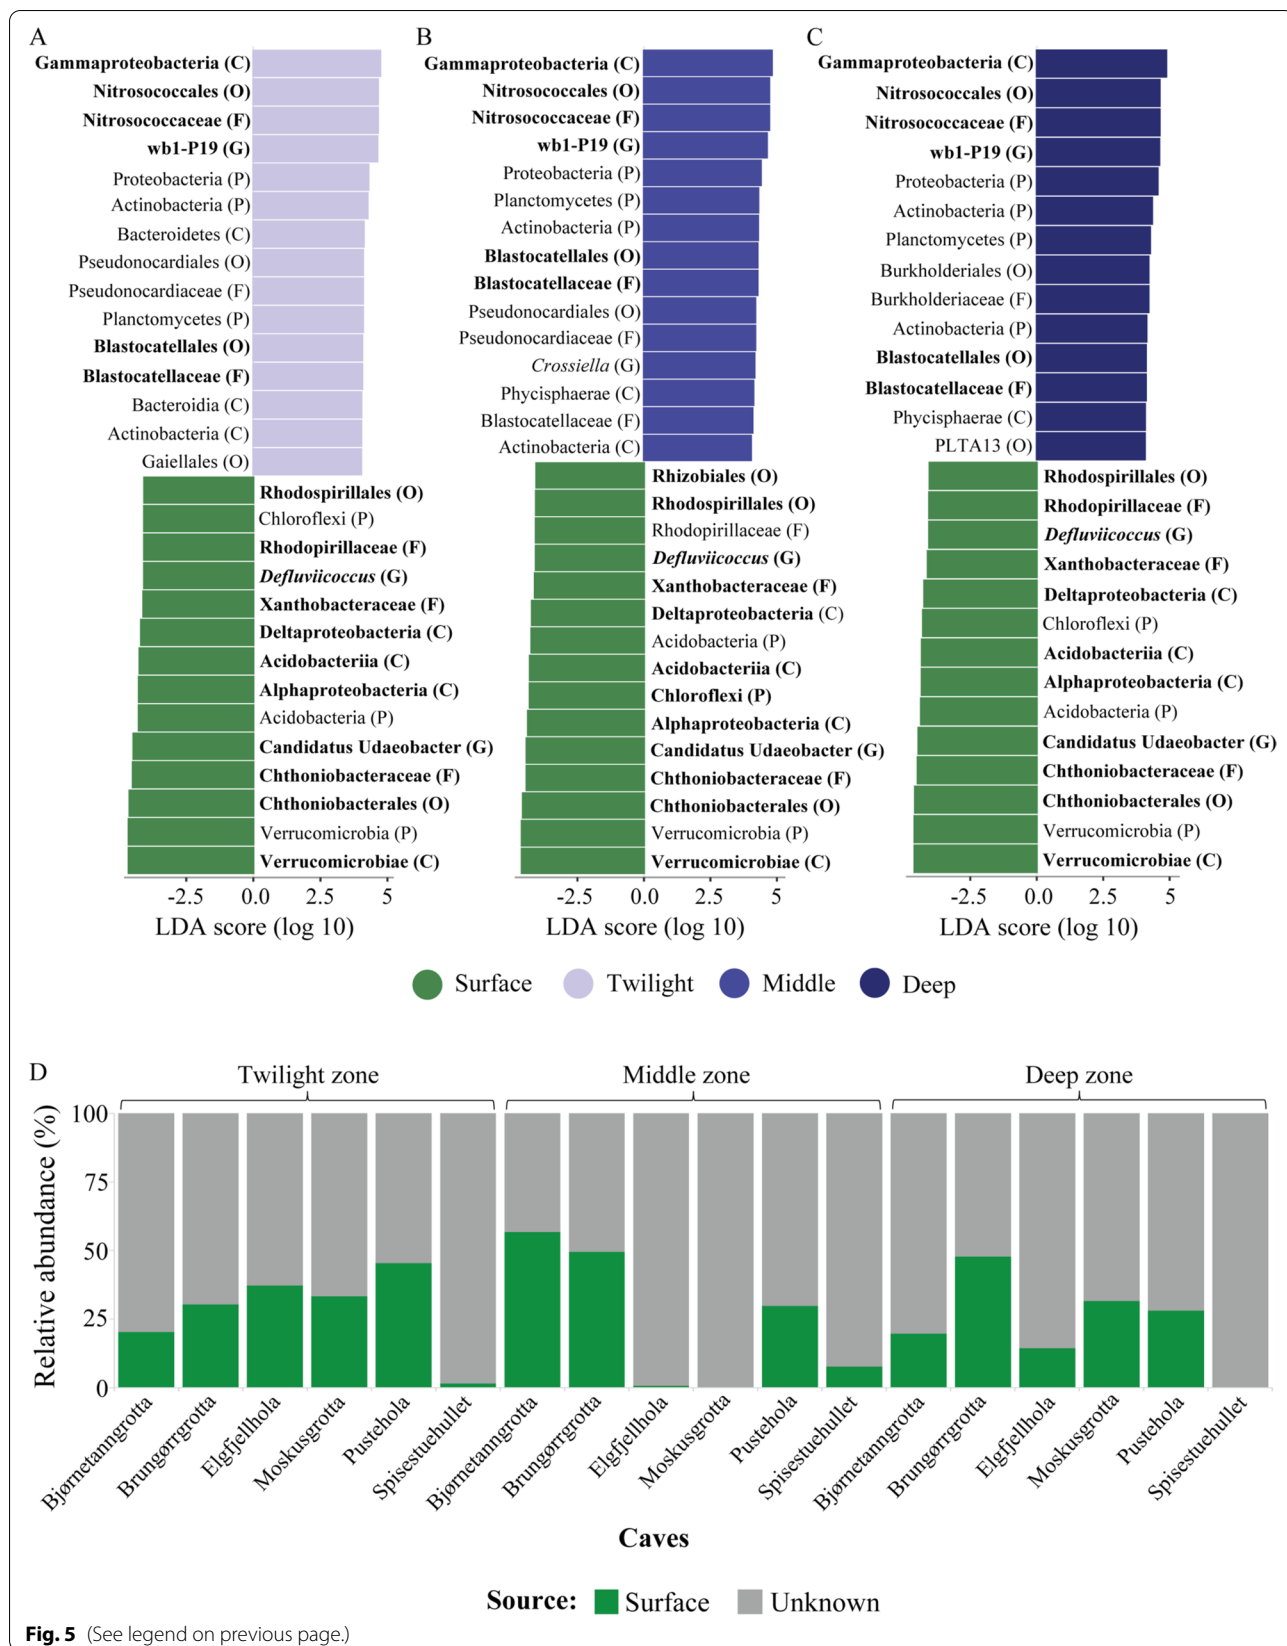 A
Gammaproteobacteria (C)
Nitrosococcales (O)
Nitrosococcaceae (F)
wb1-P19 (G)
Proteobacteria (P)
Actinobacteria (P)
Bacteroidetes (C)
Pseudonocardiales (O)
Pseudonocardiaceae (F)
Planctomycetes (P)
Blastocatellales (O)
Blastocatellaceae (F)
Bacteroidia (C)
Actinobacteria (C)
Gaiellales (O)
Rhodospirillales (O)
Chloroflexi (P)
Rhodopirillaceae (F)
Defluviicoccus (G)
Xanthobacteraceae (F)
Deltaproteobacteria (C)
Acidobacteriia (C)
Alphaproteobacteria (C)
Acidobacteria (P)
Candidatus Udaeobacter (G)
Chthoniobacteraceae (F)
Chthoniobacterales (O)
Verrucomicrobia (P)
Verrucomicrobiae (C)
-2.5 0.0 2.5 5
LDA score (log 10)
B
Gammaproteobacteria (C)
Nitrosococcales (O)
Nitrosococcaceae (F)
wb1-P19 (G)
Proteobacteria (P)
Planctomycetes (P)
Actinobacteria (P)
Blastocatellales (O)
Blastocatellaceae (F)
Pseudonocardiales (O)
Pseudonocardiaceae (F)
Crossiella (G)
Phycisphaerae (C)
Blastocatellaceae (F)
Actinobacteria (C)
Rhizobiales (O)
Rhodospirillales (O)
Rhodopirillaceae (F)
Defluviicoccus (G)
Xanthobacteraceae (F)
Deltaproteobacteria (C)
Acidobacteria (P)
Acidobacteriia (C)
Chloroflexi (P)
Alphaproteobacteria (C)
Candidatus Udaeobacter (G)
Chthoniobacteraceae (F)
Chthoniobacterales (O)
Verrucomicrobia (P)
Verrucomicrobiae (C)
-2.5 0.0 2.5 5
LDA score (log 10)
C
Gammaproteobacteria (C)
Nitrosococcales (O)
Nitrosococcaceae (F)
wb1-P19 (G)
Proteobacteria (P)
Actinobacteria (P)
Planctomycetes (P)
Burkholderiales (O)
Burkholderiaceae (F)
Actinobacteria (P)
Blastocatellales (O)
Blastocatellaceae (F)
Phycisphaerae (C)
PLTA13 (O)
Rhodospirillales (O)
Rhodopirillaceae (F)
Defluviicoccus (G)
Xanthobacteraceae (F)
Deltaproteobacteria (C)
Chloroflexi (P)
Acidobacteriia (C)
Alphaproteobacteria (C)
Acidobacteria (P)
Candidatus Udaeobacter (G)
Chthoniobacteraceae (F)
Chthoniobacterales (O)
Verrucomicrobia (P)
Verrucomicrobiae (C)
-2.5 0.0 2.5 5
LDA score (log 10)
Surface Twilight Middle Deep
D
Twilight zone Middle zone Deep zone
Relative abundance (%)
100
75
50
25
0
Bjørnetanngrotta
Brungørrgrotta
Elgfjellhola
Moskusgrotta
Pustehola
Spisestuehullet
Bjørnetanngrotta
Brungørrgrotta
Elgfjellhola
Moskusgrotta
Pustehola
Spisestuehullet
Bjørnetanngrotta
Brungørrgrotta
Elgfjellhola
Moskusgrotta
Pustehola
Spisestuehullet
Caves
Source: Surface Unknown
Fig. 5 (See legend on previous page.)